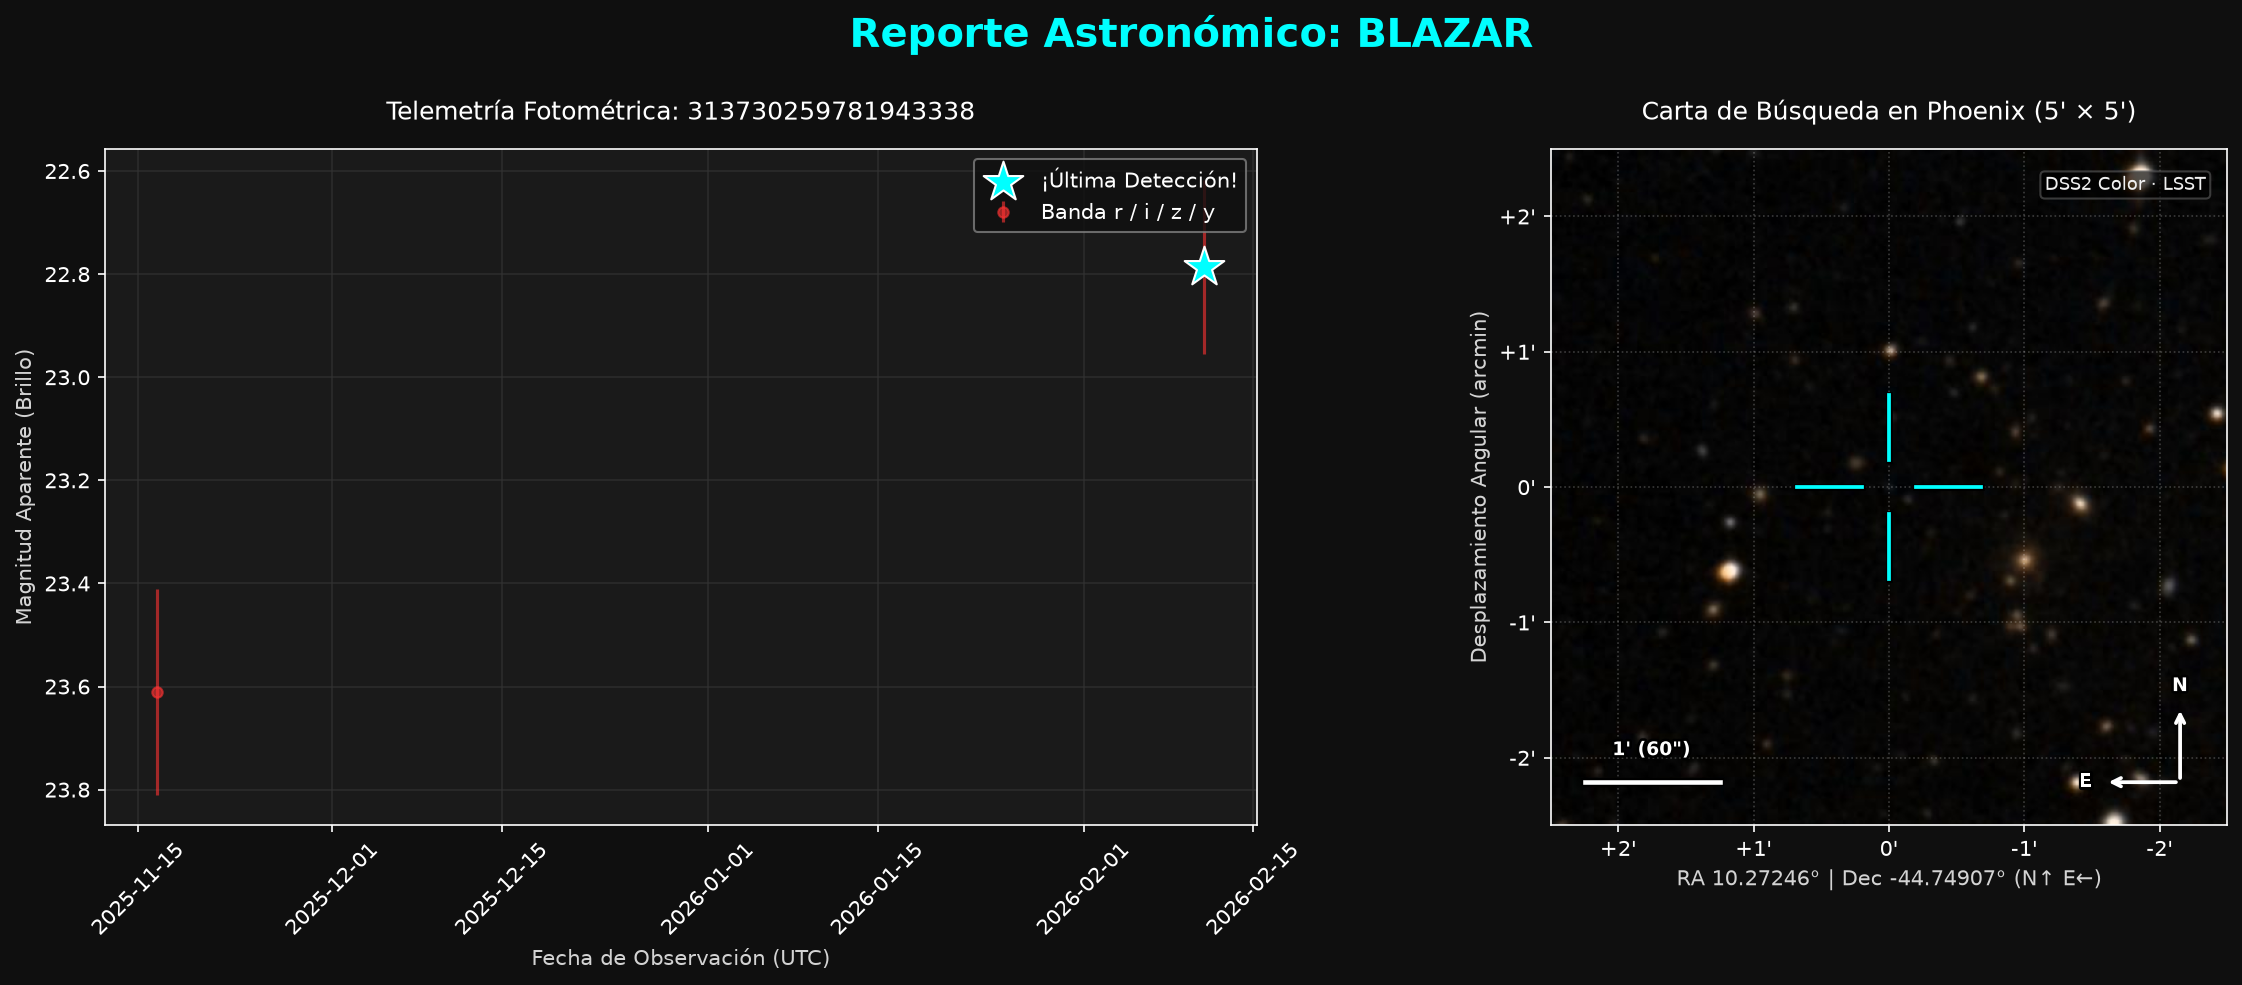 Reporte Astronómico: BLAZAR
Telemetría Fotométrica: 313730259781943338
Magnitud Aparente (Brillo)
22.6
22.8
23.0
23.2
23.4
23.6
23.8
¡Última Detección!
Banda r / i / z / y
2025-11-15
2025-12-01
2025-12-15
2026-01-01
2026-01-15
2026-02-01
2026-02-15
Fecha de Observación (UTC)
Carta de Búsqueda en Phoenix (5' × 5')
Desplazamiento Angular (arcmin)
+2'
+1'
0'
-1'
-2'
DSS2 Color · LSST
N
E
1' (60")
+2'
+1'
0'
-1'
-2'
RA 10.27246° | Dec -44.74907° (N↑ E←)